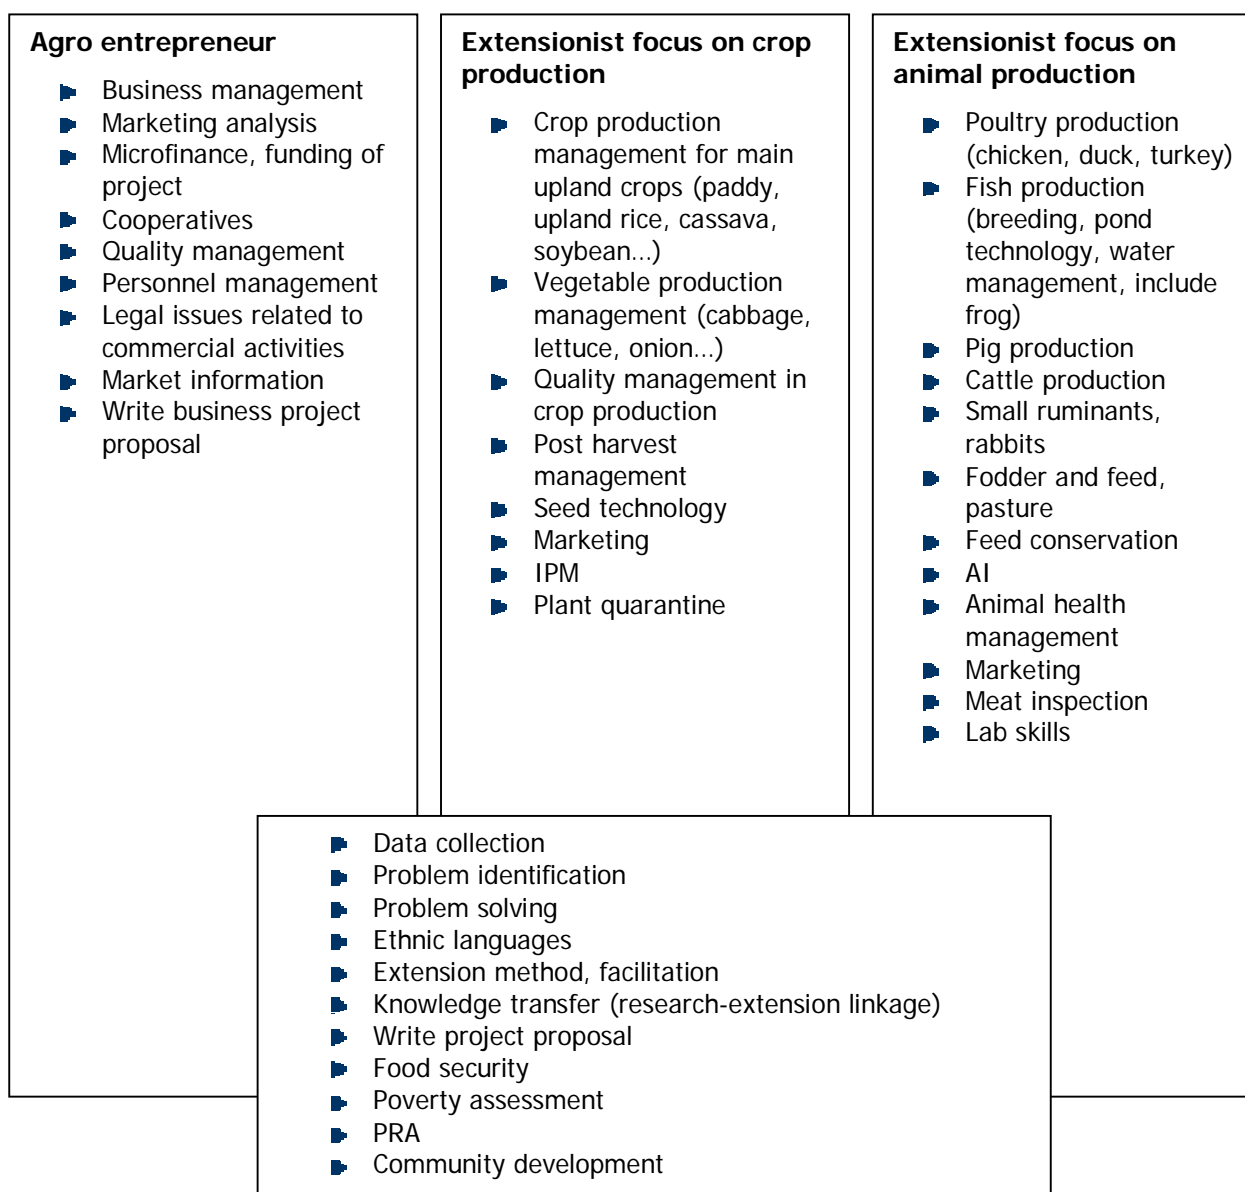 Agro entrepreneur
Business management
Marketing analysis
Microfinance, funding of
project
Cooperatives
Quality management
Personnel management
Legal issues related to
commercial activities
Market information
Write business project
proposal
Extensionist focus on crop
production
Crop production
management for main
upland crops (paddy,
upland rice, cassava,
soybean...)
Vegetable production
management (cabbage,
lettuce, onion...)
Quality management in
crop production
Post harvest
management
Seed technology
Marketing
IPM
Plant quarantine
Extensionist focus on
animal production
Poultry production
(chicken, duck, turkey)
Fish production
(breeding, pond
technology, water
management, include
frog)
Pig production
Cattle production
Small ruminants,
rabbits
Fodder and feed,
pasture
Feed conservation
AI
Animal health
management
Marketing
Meat inspection
Lab skills
Data collection
Problem identification
Problem solving
Ethnic languages
Extension method, facilitation
Knowledge transfer (research-extension linkage)
Write project proposal
Food security
Poverty assessment
PRA
Community development